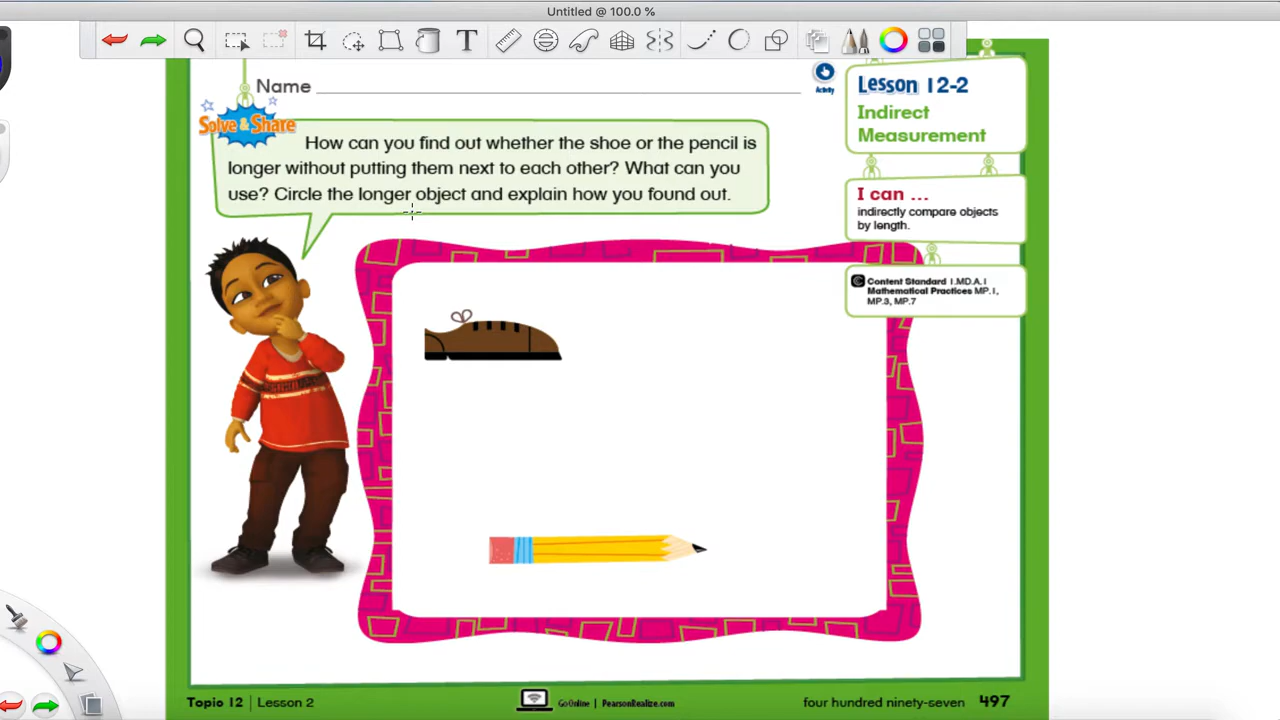 Untitled @ 100.0 %
T
Name
Activity
Lesson 12-2
Indirect
Measurement
Solve & Share
How can you find out whether the shoe or the pencil is
longer without putting them next to each other? What can you
use? Circle the longer object and explain how you found out.
I can …
indirectly compare objects
by length.
Content Standard 1.MD.A.1
Mathematical Practices MP.1,
MP.3, MP.7
Topic 12 | Lesson 2
Go Online | PearsonRealize.com
four hundred ninety-seven 497